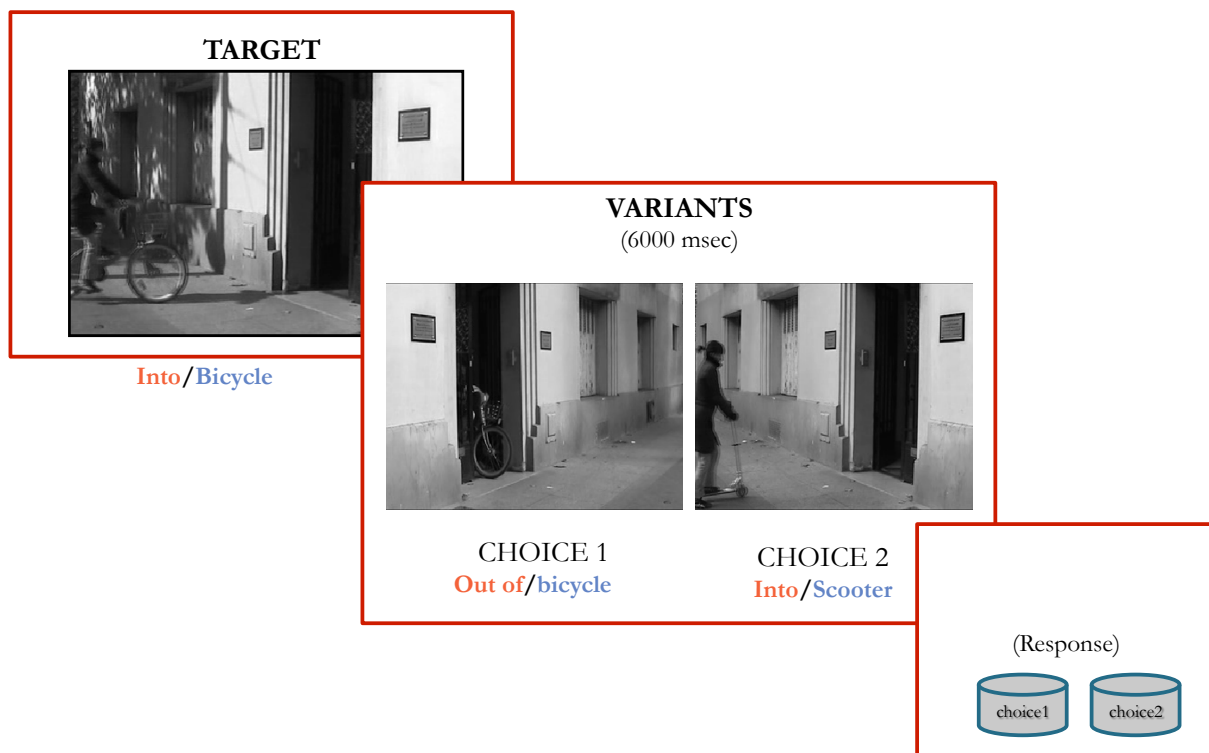 TARGET
Into/Bicycle
VARIANTS
(6000 msec)
CHOICE 1
Out of/bicycle
CHOICE 2
Into/Scooter
(Response)
choice1
choice2